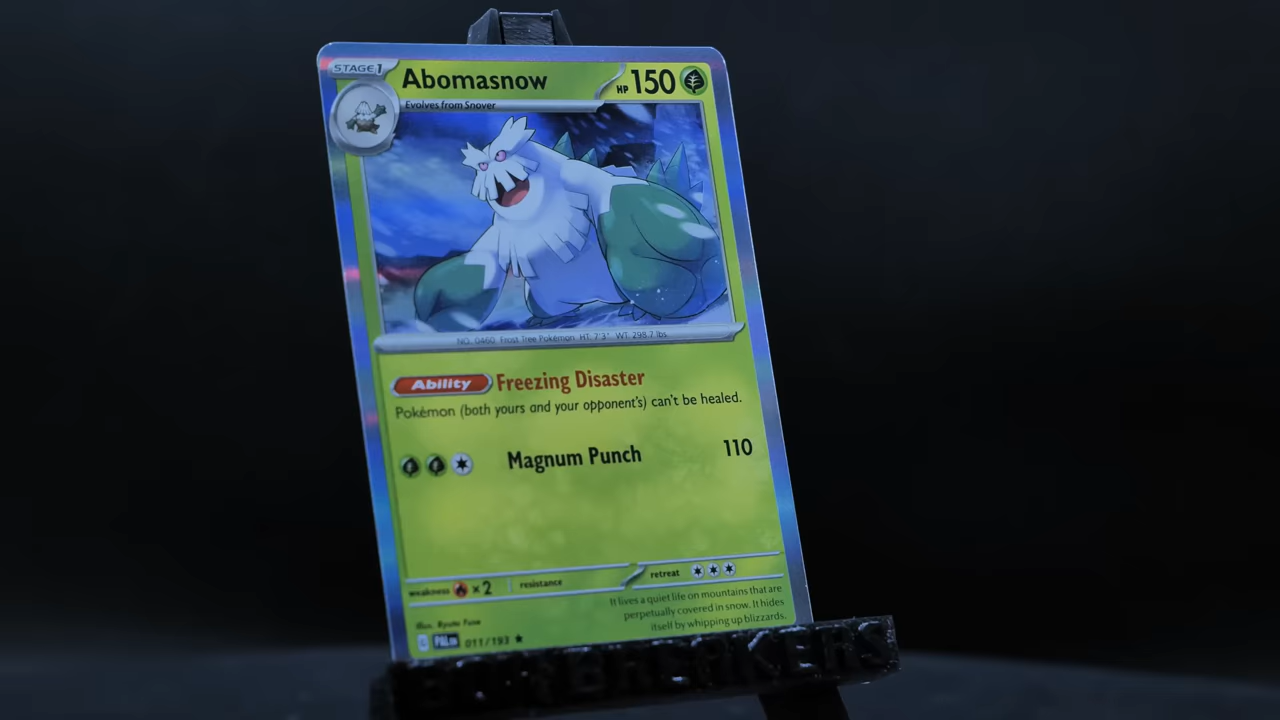 STAGE1
Abomasnow
HP 150
Evolves from Snover
NO. 0460 Frost Tree Pokémon HT: 7'3" WT: 298.7 lbs
Ability Freezing Disaster
Pokémon (both yours and your opponent's) can't be healed.
Magnum Punch 110
weakness ×2 resistance retreat
It lives a quiet life on mountains that are
perpetually covered in snow. It hides
itself by whipping up blizzards.
Illus. Ryuta Fuse
PAL EN 011/193